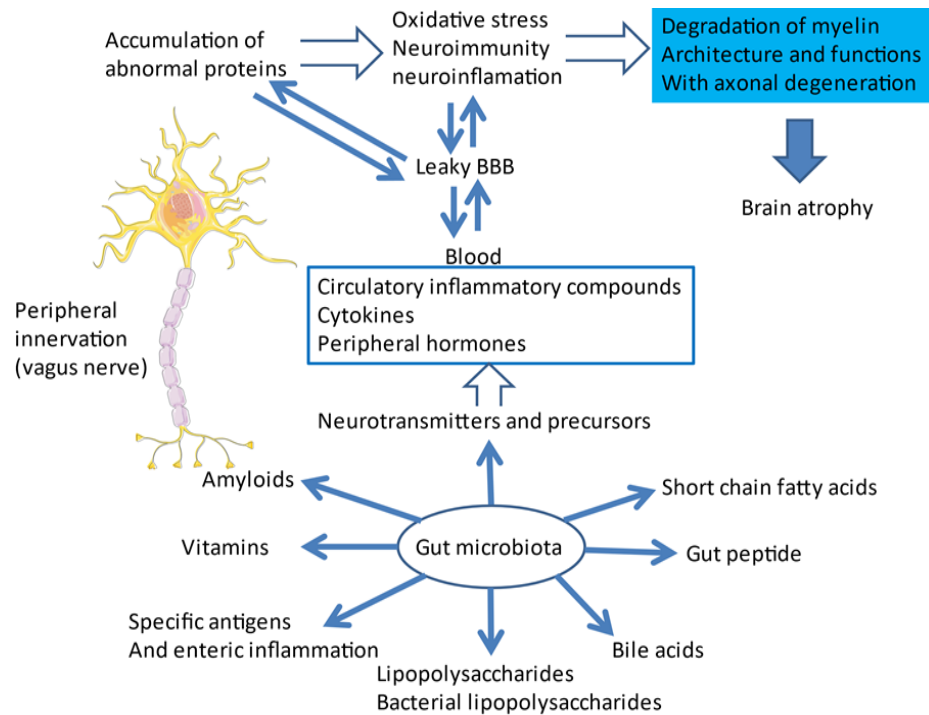 Accumulation of
abnormal proteins
Oxidative stress
Neuroimmunity
neuroinflamation
Degradation of myelin
Architecture and functions
With axonal degeneration
Leaky BBB
Brain atrophy
Blood
Circulatory inflammatory compounds
Cytokines
Peripheral hormones
Peripheral
innervation
(vagus nerve)
Neurotransmitters and precursors
Amyloids
Short chain fatty acids
Vitamins
Gut microbiota
Gut peptide
Specific antigens
And enteric inflammation
Bile acids
Lipopolysaccharides
Bacterial lipopolysaccharides